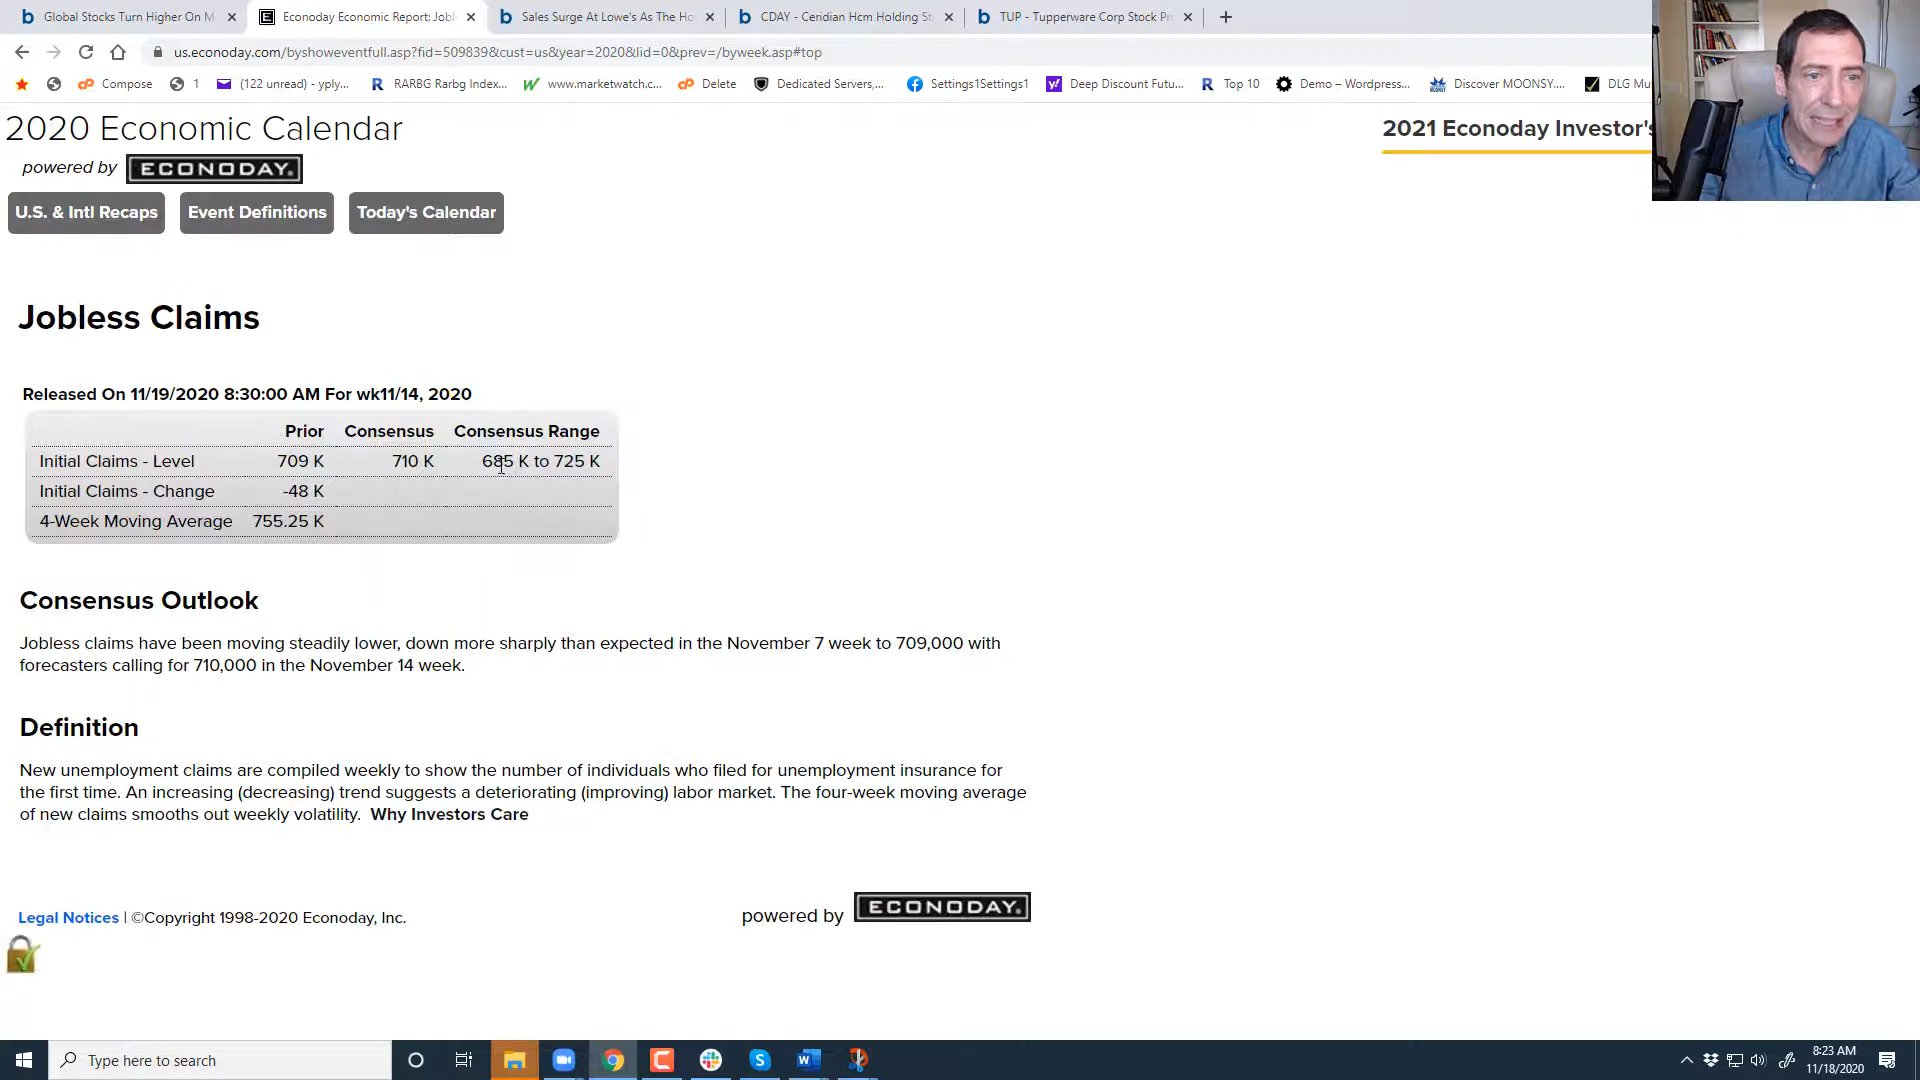 Global Stocks Turn Higher On M
Econoday Economic Report: Jobl
Sales Surge At Lowe's As The Ho
CDAY - Ceridian Hcm Holding St
TUP - Tupperware Corp Stock Pr
us.econoday.com/byshoweventfull.asp?fid=509839&cust=us&year=2020&lid=0&prev=/byweek.asp#top
Compose
1
(122 unread) - yply...
RARBG Rarbg Index...
www.marketwatch.c...
Delete
Dedicated Servers,...
Settings1Settings1
Deep Discount Futu...
Top 10
Demo – Wordpress...
Discover MOONSY....
DLG Mu
2020 Economic Calendar
2021 Econoday Investor's
powered by ECONODAY.
U.S. & Intl Recaps Event Definitions Today's Calendar
Jobless Claims
Released On 11/19/2020 8:30:00 AM For wk11/14, 2020
Prior Consensus Consensus Range
Initial Claims - Level 709 K 710 K 685 K to 725 K
Initial Claims - Change -48 K
4-Week Moving Average 755.25 K
Consensus Outlook
Jobless claims have been moving steadily lower, down more sharply than expected in the November 7 week to 709,000 with
forecasters calling for 710,000 in the November 14 week.
Definition
New unemployment claims are compiled weekly to show the number of individuals who filed for unemployment insurance for
the first time. An increasing (decreasing) trend suggests a deteriorating (improving) labor market. The four-week moving average
of new claims smooths out weekly volatility. Why Investors Care
Legal Notices | ©Copyright 1998-2020 Econoday, Inc.
powered by ECONODAY.
Type here to search
8:23 AM
11/18/2020